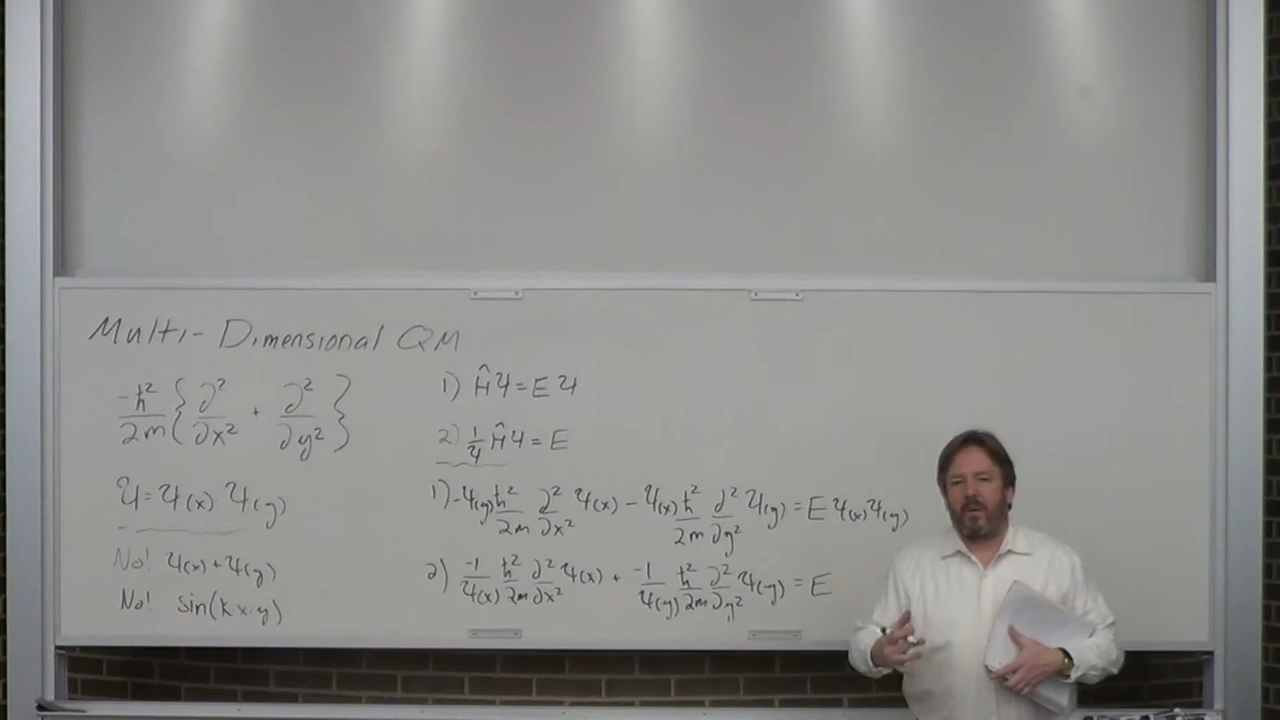 Multi-Dimensional QM
-ħ²/2m {∂²/∂x² + ∂²/∂y²}
Ψ=Ψ(x)·Ψ(y)
No! Ψ(x)+Ψ(y)
No! sin(kx·y)
1) ĤΨ=EΨ
2) 1/Ψ ĤΨ=E
1) -Ψ(y) ħ²/2m ∂²/∂x² Ψ(x) - Ψ(x) ħ²/2m ∂²/∂y² Ψ(y) = E Ψ(x)Ψ(y)
2) -1/Ψ(x) ħ²/2m ∂²/∂x² Ψ(x) + -1/Ψ(y) ħ²/2m ∂²/∂y² Ψ(y) = E